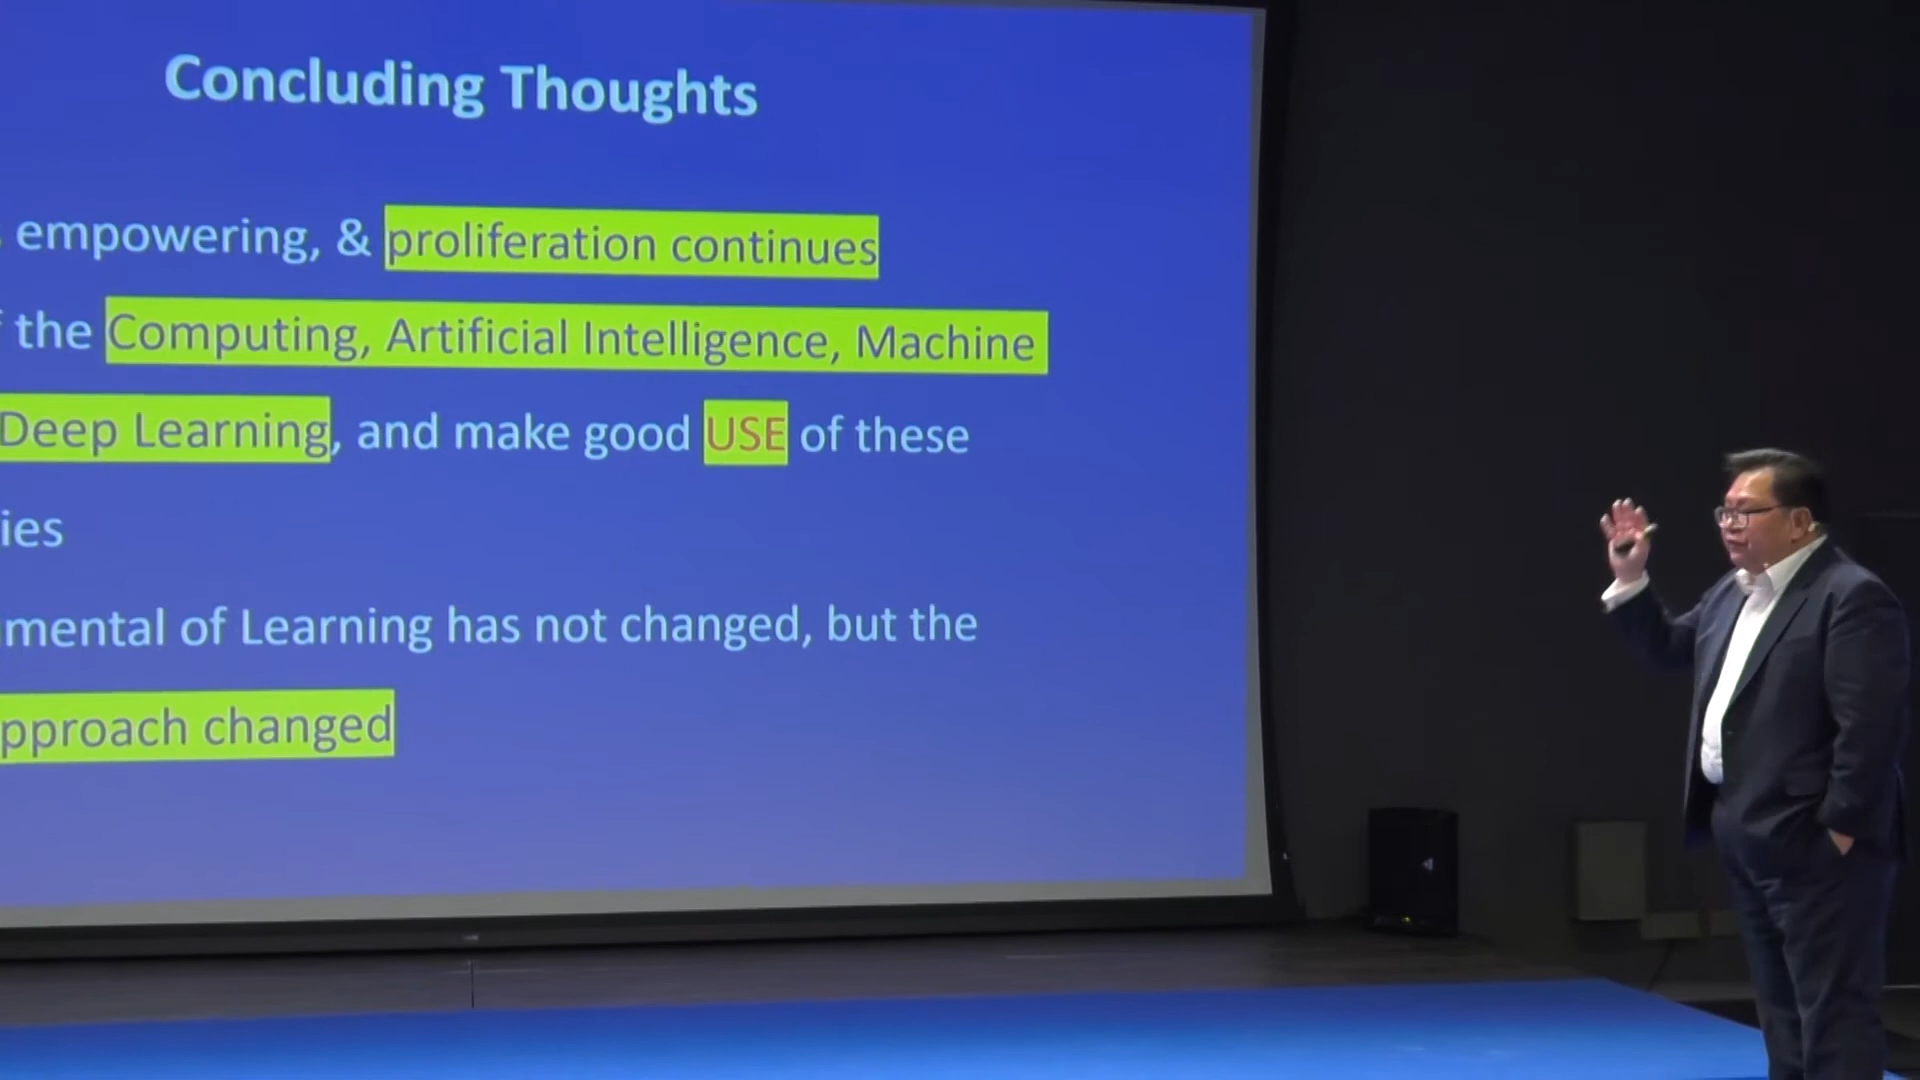 Concluding Thoughts
empowering, & proliferation continues
the Computing, Artificial Intelligence, Machine
Deep Learning, and make good USE of these
ies
mental of Learning has not changed, but the
pproach changed